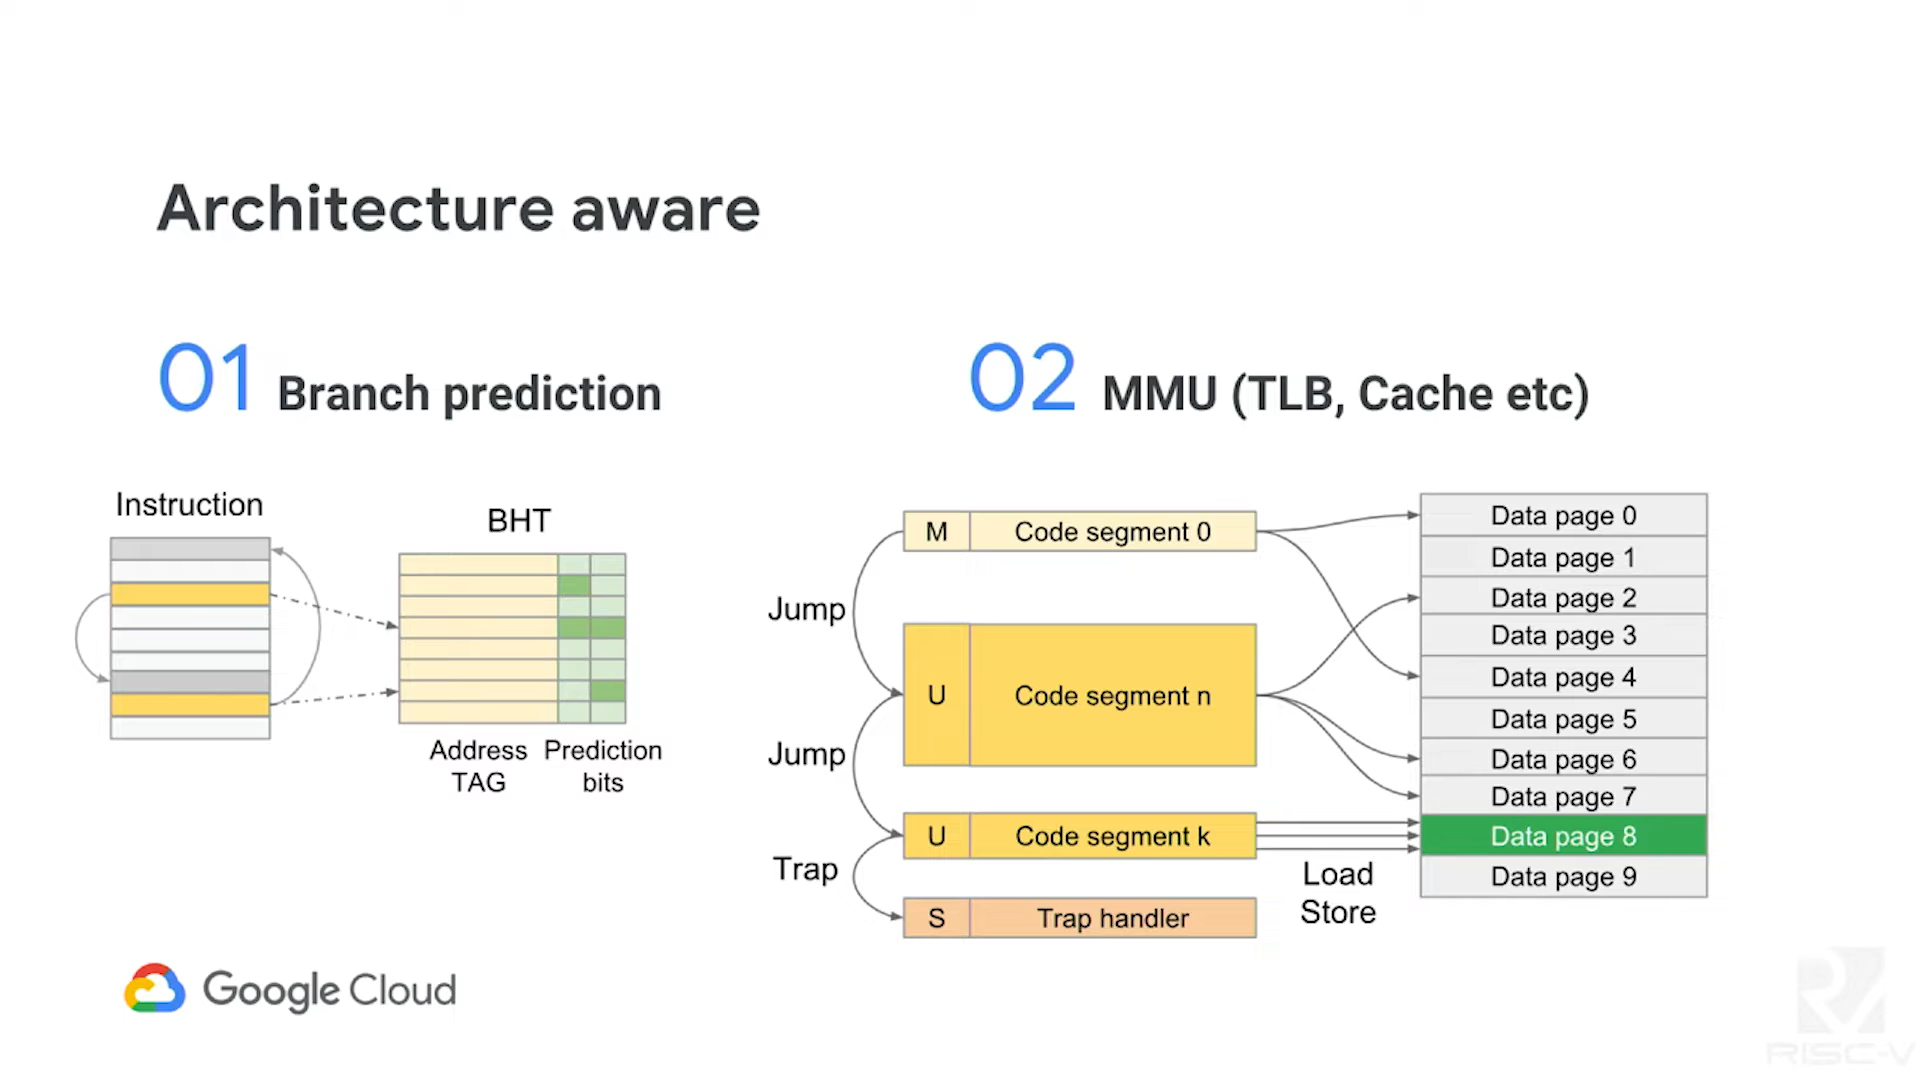 Architecture aware
01 Branch prediction
02 MMU (TLB, Cache etc)
Instruction
BHT
Address
TAG
Prediction
bits
Jump
Jump
Trap
M Code segment 0
U Code segment n
U Code segment k
S Trap handler
Load
Store
Data page 0
Data page 1
Data page 2
Data page 3
Data page 4
Data page 5
Data page 6
Data page 7
Data page 8
Data page 9
Google Cloud
RISC-V